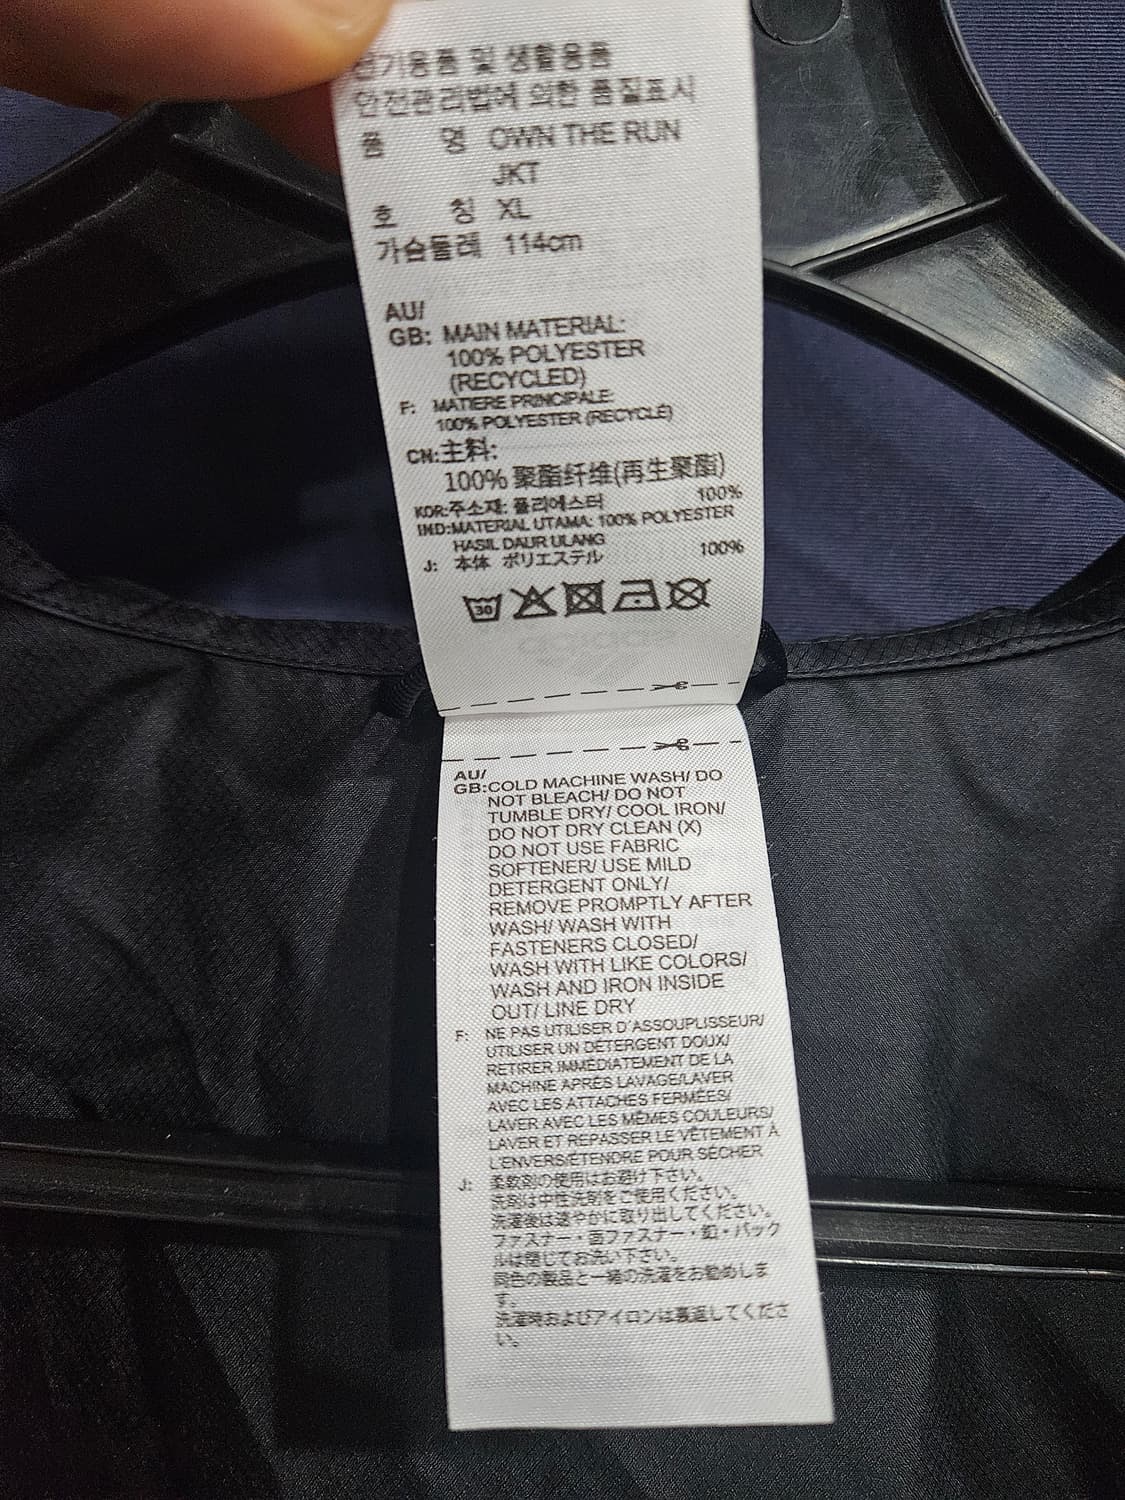 전기용품 및 생활용품
안전관리법에 의한 품질표시
품 명 OWN THE RUN
JKT
호 칭 XL
가슴둘레 114cm
AU/
GB: MAIN MATERIAL:
100% POLYESTER
(RECYCLED)
F: MATIERE PRINCIPALE:
100% POLYESTER (RECYCLÉ)
CN:主料:
100% 聚酯纤维(再生聚酯)
KOR:주소재: 폴리에스터 100%
IND:MATERIAL UTAMA: 100% POLYESTER
HASIL DAUR ULANG
J: 本体 ポリエステル 100%
30
adidas
AU/
GB:COLD MACHINE WASH/ DO
NOT BLEACH/ DO NOT
TUMBLE DRY/ COOL IRON/
DO NOT DRY CLEAN (X)
DO NOT USE FABRIC
SOFTENER/ USE MILD
DETERGENT ONLY/
REMOVE PROMPTLY AFTER
WASH/ WASH WITH
FASTENERS CLOSED/
WASH WITH LIKE COLORS/
WASH AND IRON INSIDE
OUT/ LINE DRY
F: NE PAS UTILISER D'ASSOUPLISSEUR/
UTILISER UN DÉTERGENT DOUX/
RETIRER IMMÉDIATEMENT DE LA
MACHINE APRÈS LAVAGE/LAVER
AVEC LES ATTACHES FERMÉES/
LAVER AVEC LES MÊMES COULEURS/
LAVER ET REPASSER LE VÊTEMENT À
L'ENVERS/ÉTENDRE POUR SÉCHER
J: 柔軟剤の使用はお避け下さい。
洗剤は中性洗剤をご使用ください。
洗濯後は速やかに取り出してください。
ファスナー・面ファスナー・釦・バック
ルは閉じてお洗い下さい。
同色の製品と一緒の洗濯をお勧めしま
す。
洗濯時およびアイロンは裏返してくださ
い。